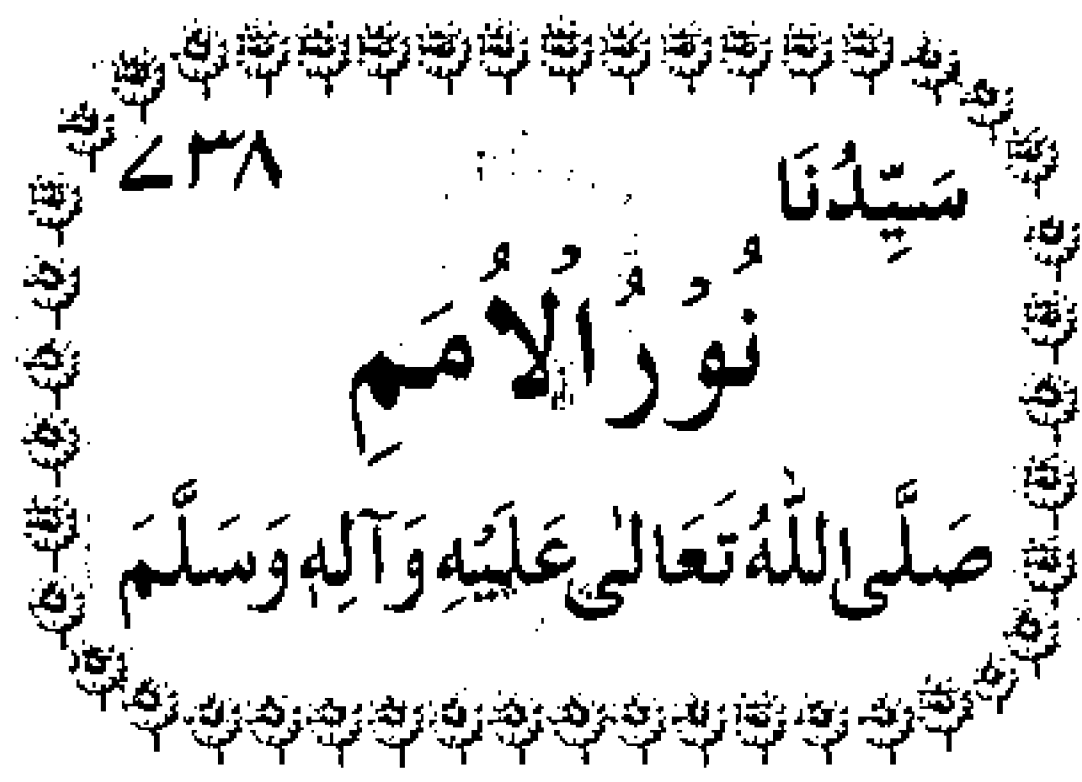 سَيِّدُنَا ۷۳۸
نُوْرُ الْاُمَمِ
صَلَّى اللّٰهُ تَعَالٰى عَلَيْهِ وَآلِهٖ وَسَلَّمَ